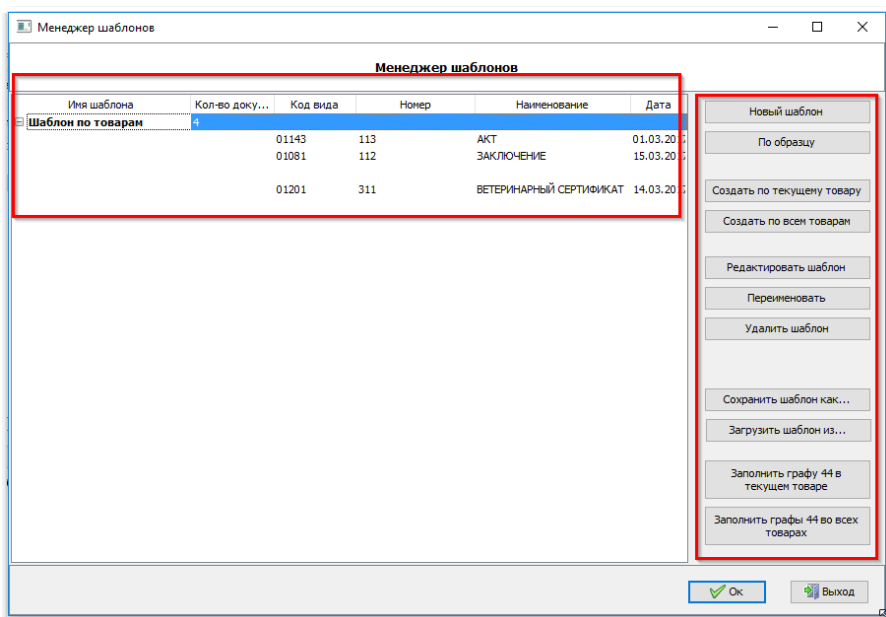 Менеджер шаблонов
Менеджер шаблонов
Имя шаблона Кол-во доку... Код вида Номер Наименование Дата
Шаблон по товарам 4
01143 113 АКТ 01.03.2017
01081 112 ЗАКЛЮЧЕНИЕ 15.03.2017
01201 311 ВЕТЕРИНАРНЫЙ СЕРТИФИКАТ 14.03.2017
Новый шаблон
По образцу
Создать по текущему товару
Создать по всем товарам
Редактировать шаблон
Переименовать
Удалить шаблон
Сохранить шаблон как...
Загрузить шаблон из...
Заполнить графу 44 в
текущем товаре
Заполнить графы 44 во всех
товарах
Ок Выход